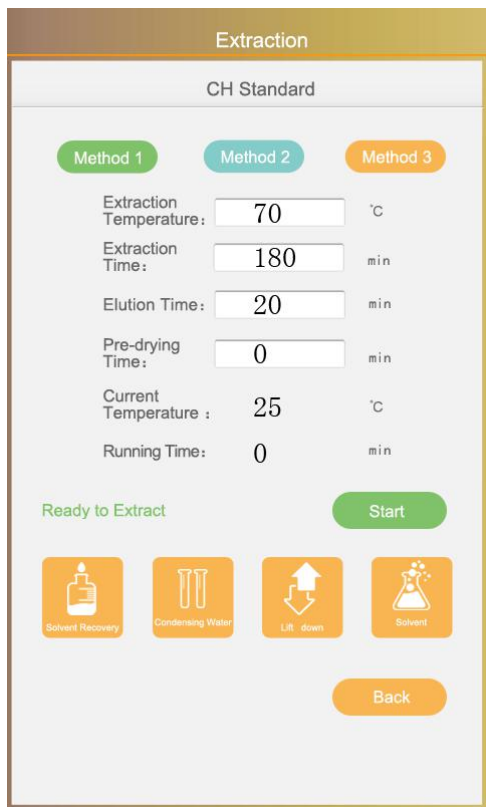 Extraction
CH Standard
Method 1 Method 2 Method 3
Extraction
Temperature: 70 °C
Extraction
Time: 180 min
Elution Time: 20 min
Pre-drying
Time: 0 min
Current
Temperature : 25 °C
Running Time: 0 min
Ready to Extract Start
Solvent Recovery Condensing Water Lift down Solvent
Back